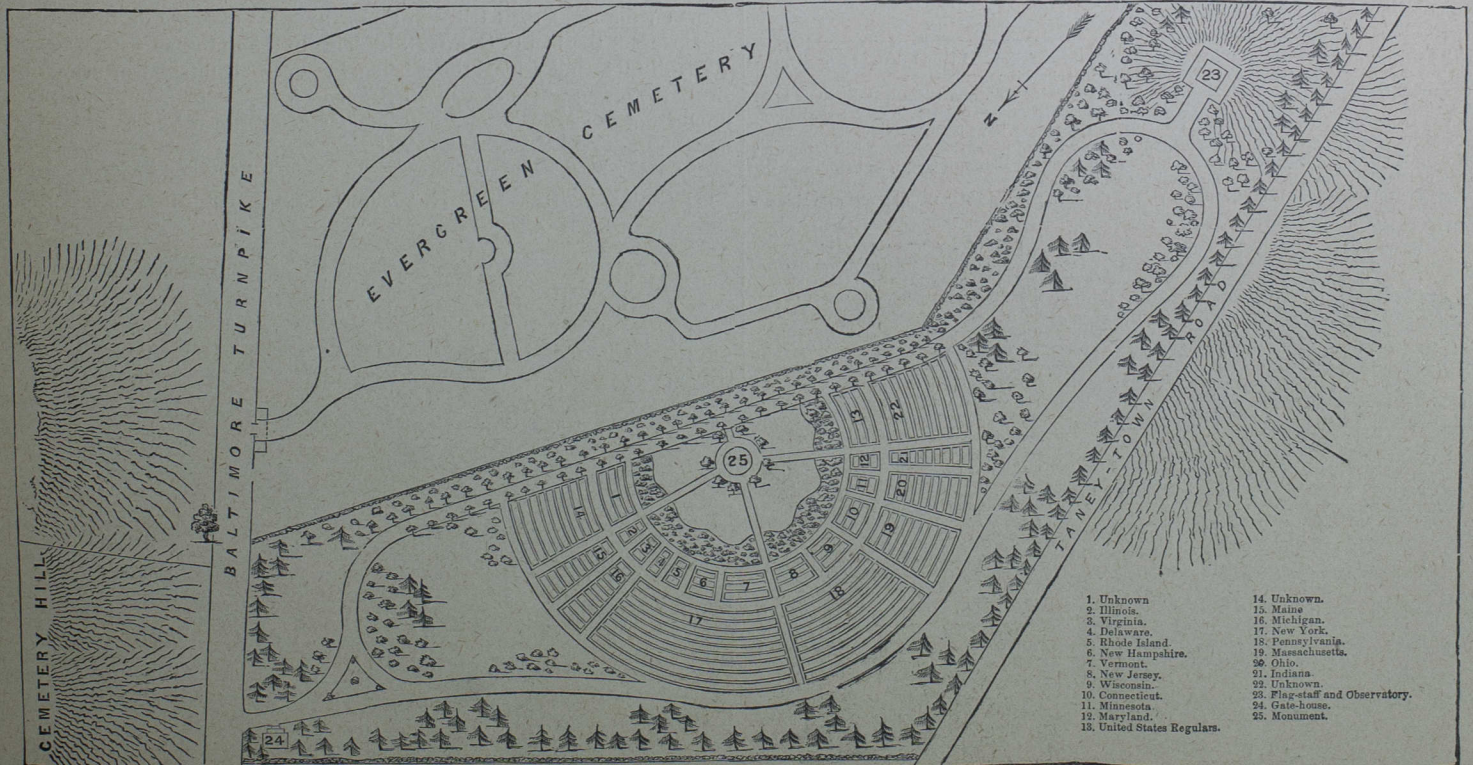 EVERGREEN CEMETERY
N
23
BALTIMORE TURNPIKE
TANEY-TOWN ROAD
CEMETERY HILL
25
13
22
12
21
11
20
10
19
9
18
8
7
6
5
4
3
2
1
14
15
16
17
24
1. Unknown
2. Illinois.
3. Virginia.
4. Delaware.
5. Rhode Island.
6. New Hampshire.
7. Vermont.
8. New Jersey.
9. Wisconsin.
10. Connecticut.
11. Minnesota
12. Maryland.
13. United States Regulars.
14. Unknown.
15. Maine
16. Michigan.
17. New York.
18. Pennsylvania.
19. Massachusetts.
20. Ohio.
21. Indiana.
22. Unknown.
23. Flag-staff and Observatory.
24. Gate-house.
25. Monument.